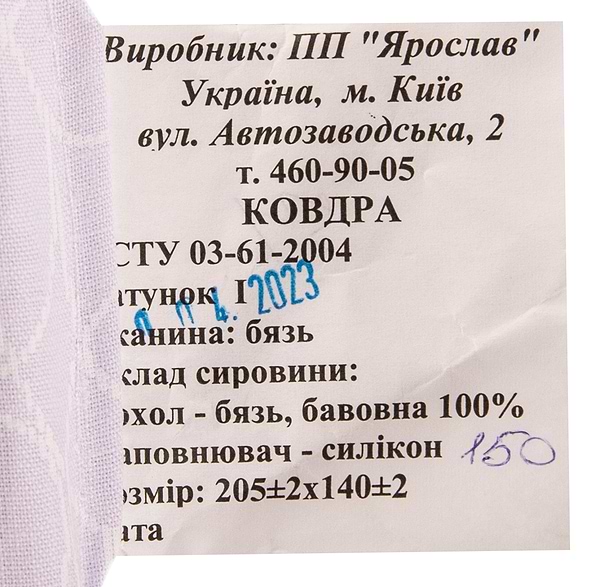 Виробник: ПП "Ярослав"
Україна, м. Київ
вул. Автозаводська, 2
т. 460-90-05
КОВДРА
СТУ 03-61-2004
атунок І 2023
канина: бязь
клад сировини:
охол - бязь, бавовна 100%
аповнювач - силікон 150
озмір: 205±2х140±2
ата